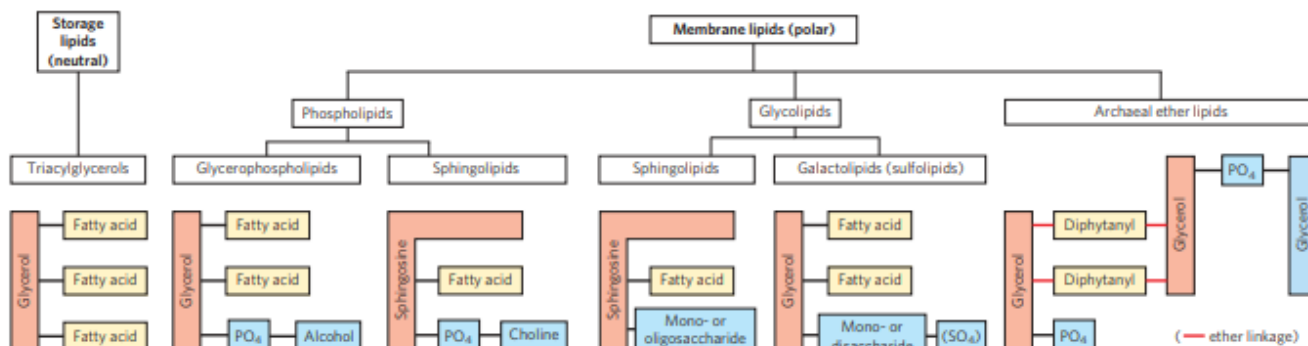 Storage
lipids
(neutral)
Membrane lipids (polar)
Phospholipids
Glycolipids
Archaeal ether lipids
Triacylglycerols
Glycerophospholipids
Sphingolipids
Sphingolipids
Galactolipids (sulfolipids)
Glycerol
Fatty acid
Fatty acid
Fatty acid
Glycerol
Fatty acid
Fatty acid
PO₄
Alcohol
Sphingosine
Fatty acid
PO₄
Choline
Sphingosine
Fatty acid
Mono- or
oligosaccharide
Glycerol
Fatty acid
Fatty acid
Mono- or
disaccharide
(SO₄)
Glycerol
Diphytanyl
Diphytanyl
PO₄
Glycerol
PO₄
Glycerol
( ether linkage)